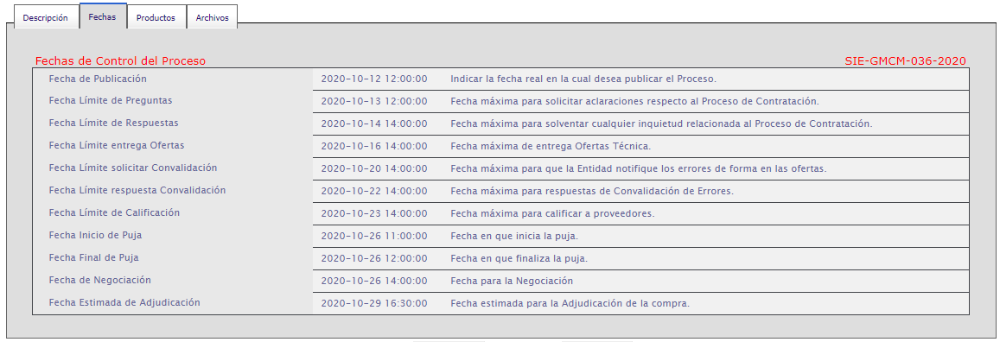 Descripción Fechas Productos Archivos
Fechas de Control del Proceso SIE-GMCM-036-2020
Fecha de Publicación 2020-10-12 12:00:00 Indicar la fecha real en la cual desea publicar el Proceso.
Fecha Límite de Preguntas 2020-10-13 12:00:00 Fecha máxima para solicitar aclaraciones respecto al Proceso de Contratación.
Fecha Límite de Respuestas 2020-10-14 14:00:00 Fecha máxima para solventar cualquier inquietud relacionada al Proceso de Contratación.
Fecha Límite entrega Ofertas 2020-10-16 14:00:00 Fecha máxima de entrega Ofertas Técnica.
Fecha Límite solicitar Convalidación 2020-10-20 14:00:00 Fecha máxima para que la Entidad notifique los errores de forma en las ofertas.
Fecha Límite respuesta Convalidación 2020-10-22 14:00:00 Fecha máxima para respuestas de Convalidación de Errores.
Fecha Límite de Calificación 2020-10-23 14:00:00 Fecha máxima para calificar a proveedores.
Fecha Inicio de Puja 2020-10-26 11:00:00 Fecha en que inicia la puja.
Fecha Final de Puja 2020-10-26 12:00:00 Fecha en que finaliza la puja.
Fecha de Negociación 2020-10-26 14:00:00 Fecha para la Negociación
Fecha Estimada de Adjudicación 2020-10-29 16:30:00 Fecha estimada para la Adjudicación de la compra.